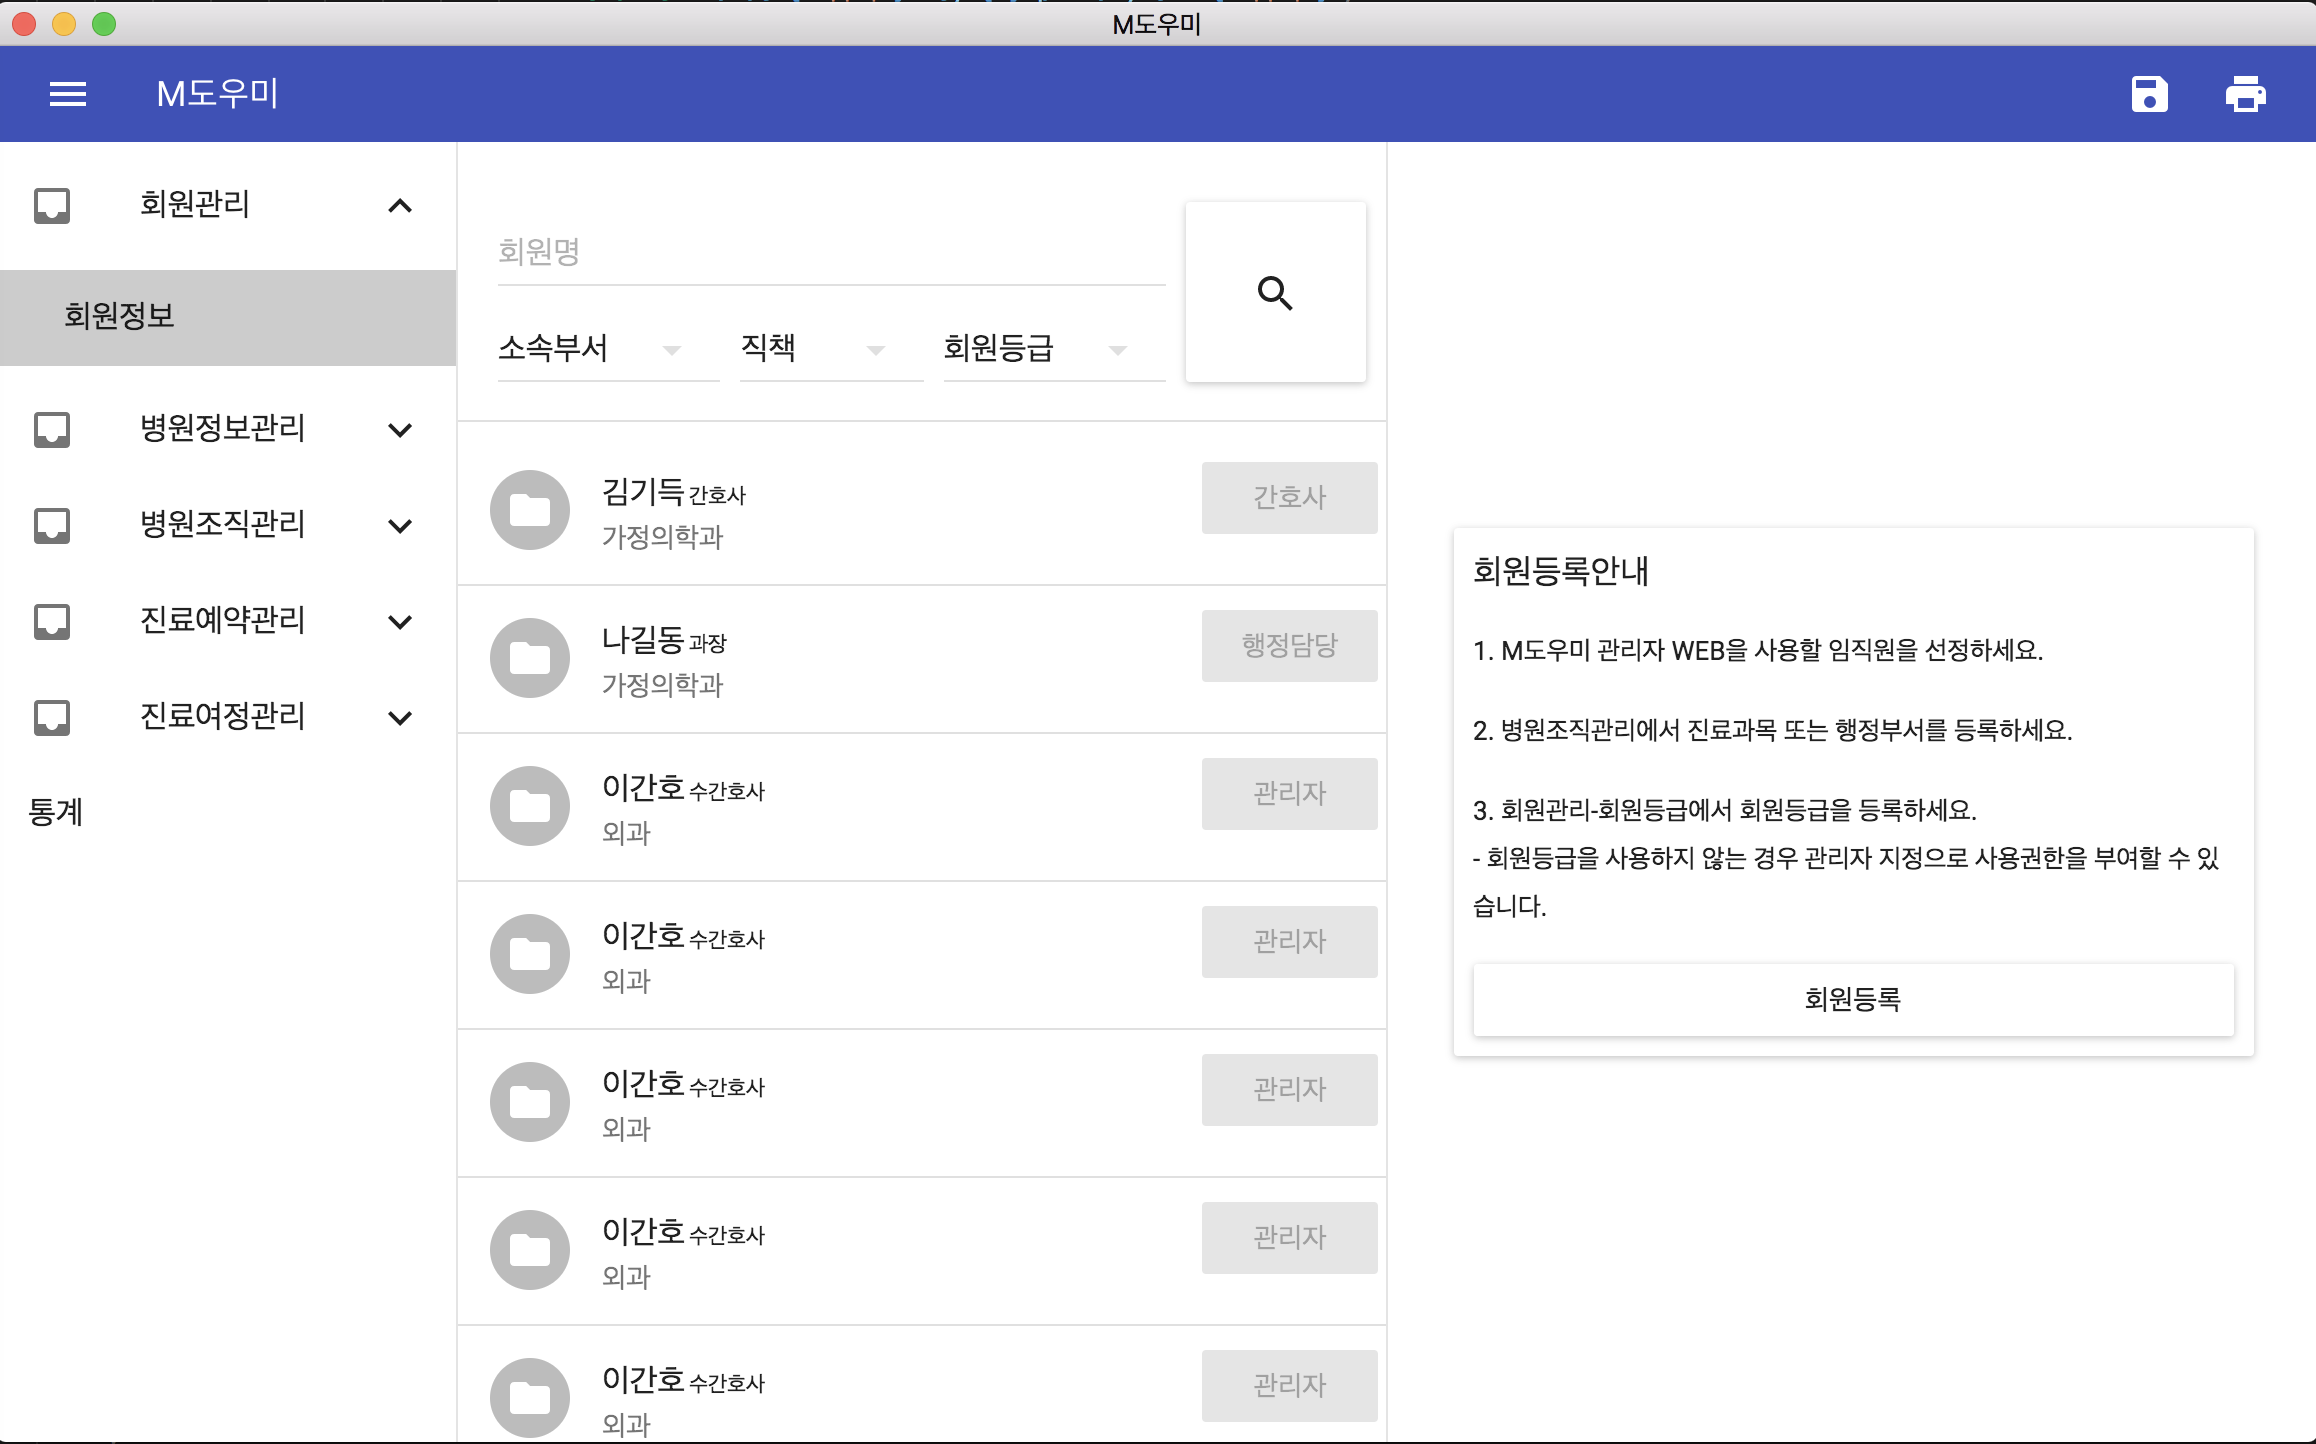 M도우미
M도우미
회원관리
회원정보
병원정보관리
병원조직관리
진료예약관리
진료여정관리
통계
회원명
소속부서 직책 회원등급
김기득 간호사
가정의학과
간호사
나길동 과장
가정의학과
행정담당
이간호 수간호사
외과
관리자
이간호 수간호사
외과
관리자
이간호 수간호사
외과
관리자
이간호 수간호사
외과
관리자
이간호 수간호사
외과
관리자
회원등록안내
1. M도우미 관리자 WEB을 사용할 임직원을 선정하세요.
2. 병원조직관리에서 진료과목 또는 행정부서를 등록하세요.
3. 회원관리-회원등급에서 회원등급을 등록하세요.
- 회원등급을 사용하지 않는 경우 관리자 지정으로 사용권한을 부여할 수 있
습니다.
회원등록